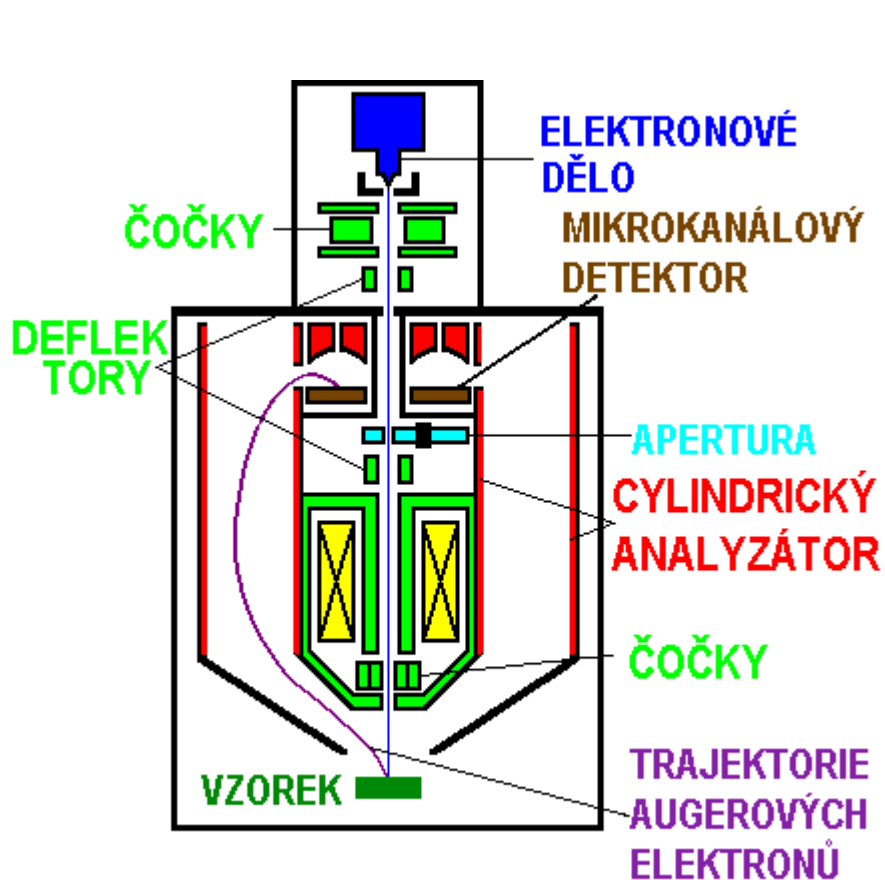 ELEKTRONOVÉ
DĚLO
ČOČKY
MIKROKANÁLOVÝ
DETEKTOR
DEFLEK
TORY
APERTURA
CYLINDRICKÝ
ANALYZÁTOR
ČOČKY
TRAJEKTORIE
VZOREK
AUGEROVÝCH
ELEKTRONŮ